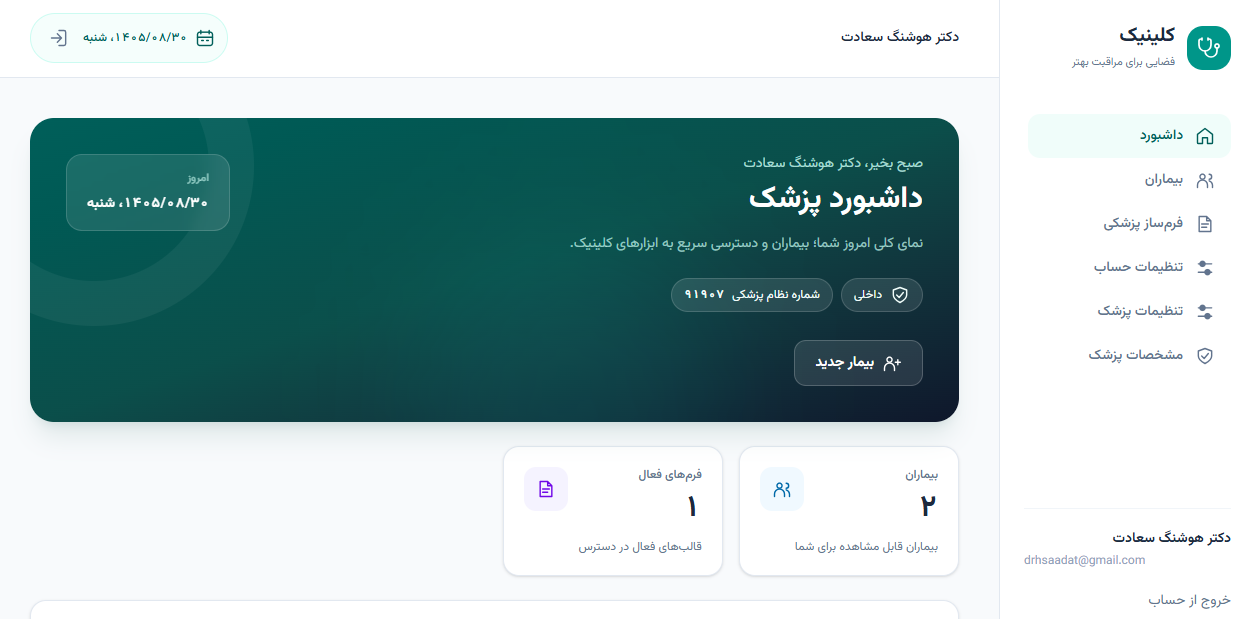 کلینیک
فضایی برای مراقبت بهتر
داشبورد
بیماران
فرم‌ساز پزشکی
تنظیمات حساب
تنظیمات پزشک
مشخصات پزشک
دکتر هوشنگ سعادت
drhsaadat@gmail.com
خروج از حساب
دکتر هوشنگ سعادت
۱۴۰۵/۰۸/۳۰، شنبه
صبح بخیر، دکتر هوشنگ سعادت
داشبورد پزشک
نمای کلی امروز شما؛ بیماران و دسترسی سریع به ابزارهای کلینیک.
داخلی
شماره نظام پزشکی ۹۱۹۰۷
بیمار جدید
امروز
۱۴۰۵/۰۸/۳۰، شنبه
بیماران
۲
بیماران قابل مشاهده برای شما
فرم‌های فعال
۱
قالب‌های فعال در دسترس